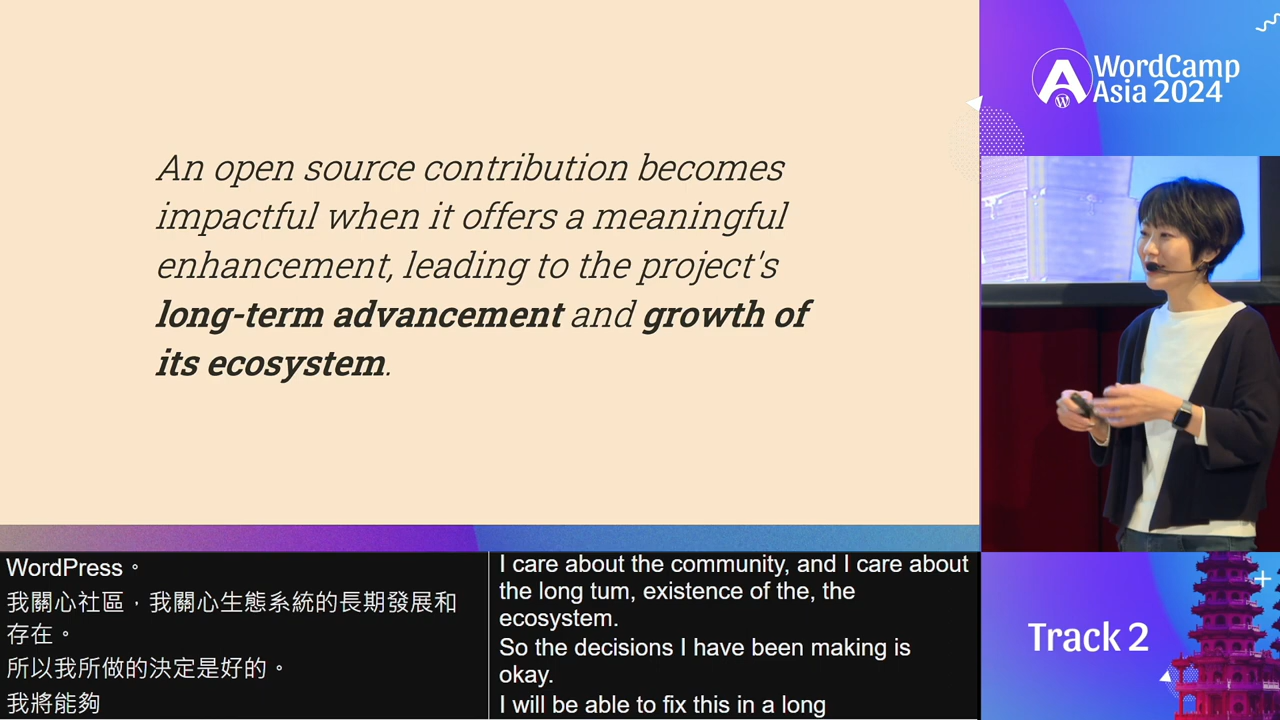 An open source contribution becomes
impactful when it offers a meaningful
enhancement, leading to the project's
long-term advancement and growth of
its ecosystem.
WordCamp
Asia 2024
WordPress。
我關心社區，我關心生態系統的長期發展和
存在。
所以我所做的決定是好的。
我將能夠
I care about the community, and I care about
the long tum, existence of the, the
ecosystem.
So the decisions I have been making is
okay.
I will be able to fix this in a long
Track 2